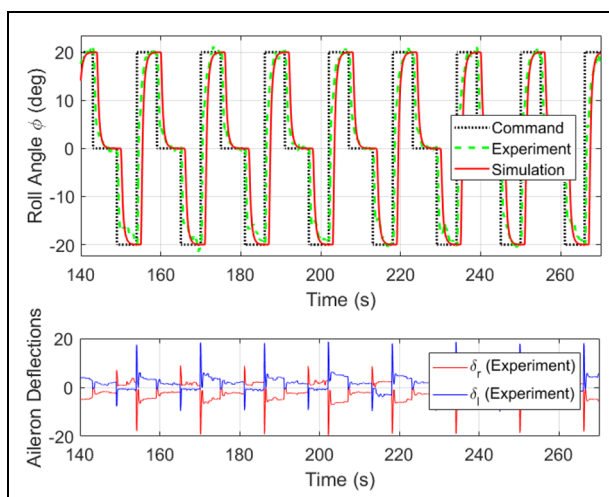 20
10
0
-10
-20
Roll Angle ϕ (deg)
Command
Experiment
Simulation
140 160 180 200 220 240 260
Time (s)
20
0
-20
Aileron Deflections
δr (Experiment)
δl (Experiment)
140 160 180 200 220 240 260
Time (s)